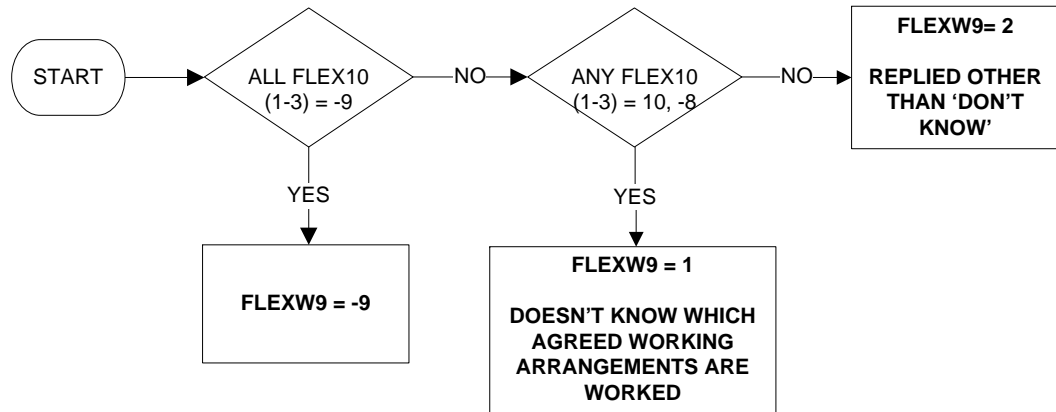 START
ALL FLEX10
(1-3) = -9
NO
ANY FLEX10
(1-3) = 10, -8
NO
FLEXW9= 2
REPLIED OTHER
THAN ‘DON’T
KNOW’
YES
YES
FLEXW9 = -9
FLEXW9 = 1
DOESN’T KNOW WHICH
AGREED WORKING
ARRANGEMENTS ARE
WORKED